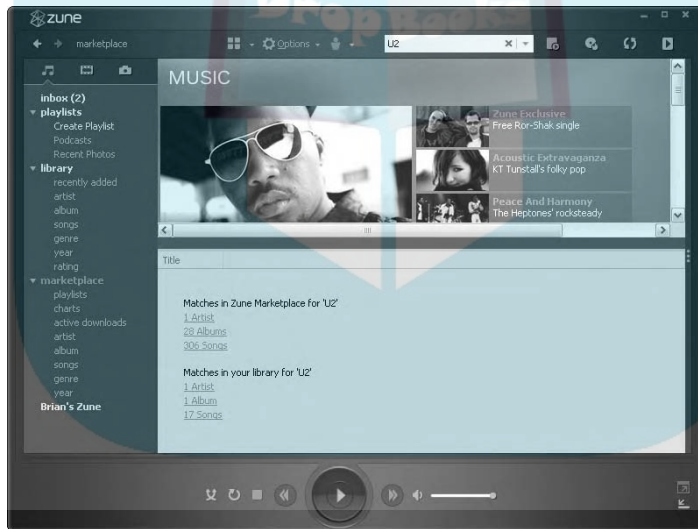 DropBooks
zune
marketplace
Options
U2
MUSIC
Zune Exclusive
Free Ror-Shak single
Acoustic Extravaganza
KT Tunstall's folky pop
Peace And Harmony
The Heptones' rocksteady
inbox (2)
playlists
Create Playlist
Podcasts
Recent Photos
library
recently added
artist
album
songs
genre
year
rating
marketplace
playlists
charts
active downloads
artist
album
songs
genre
year
Brian's Zune
Title
Matches in Zune Marketplace for 'U2'
1 Artist
28 Albums
306 Songs
Matches in your library for 'U2'
1 Artist
1 Album
17 Songs